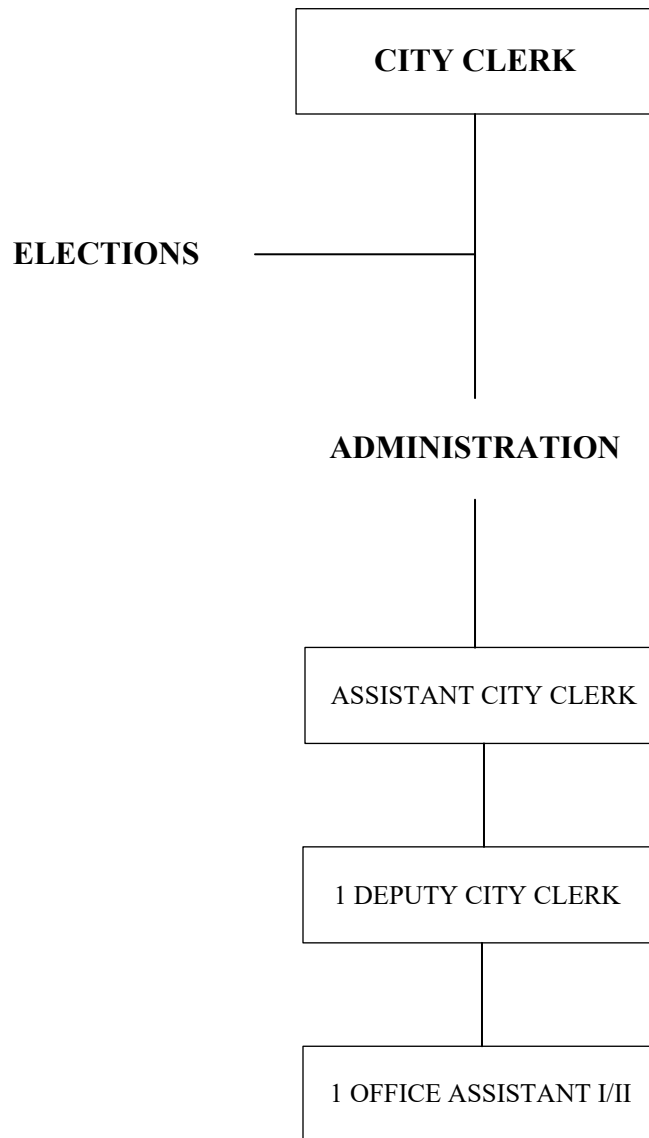 CITY CLERK
ELECTIONS
ADMINISTRATION
ASSISTANT CITY CLERK
1 DEPUTY CITY CLERK
1 OFFICE ASSISTANT I/II